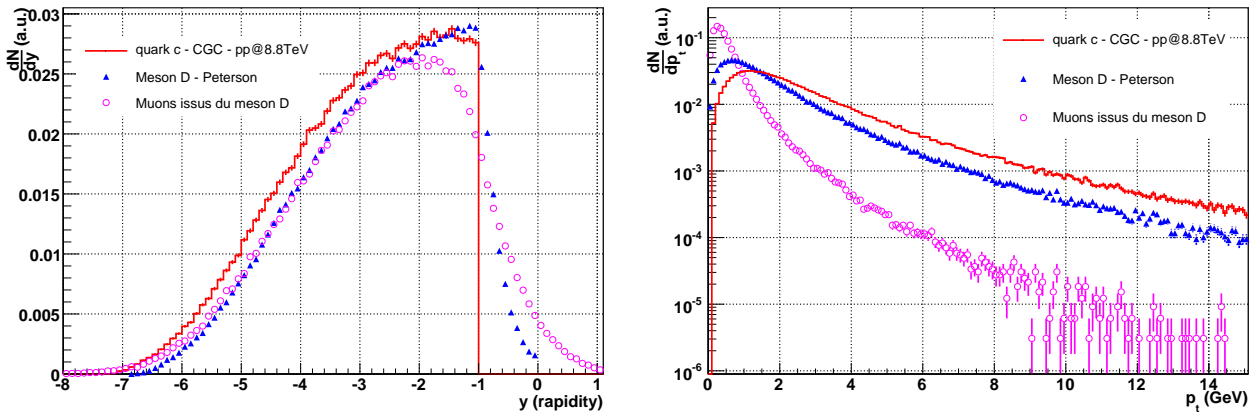 dN/dy (a.u.)
0.03
0.025
0.02
0.015
0.01
0.005
0
quark c - CGC - pp@8.8TeV
Meson D - Peterson
Muons issus du meson D
-8 -7 -6 -5 -4 -3 -2 -1 0 1
y (rapidity)
dN/dp_t (a.u.)
10^-1
10^-2
10^-3
10^-4
10^-5
10^-6
quark c - CGC - pp@8.8TeV
Meson D - Peterson
Muons issus du meson D
0 2 4 6 8 10 12 14
p_t (GeV)